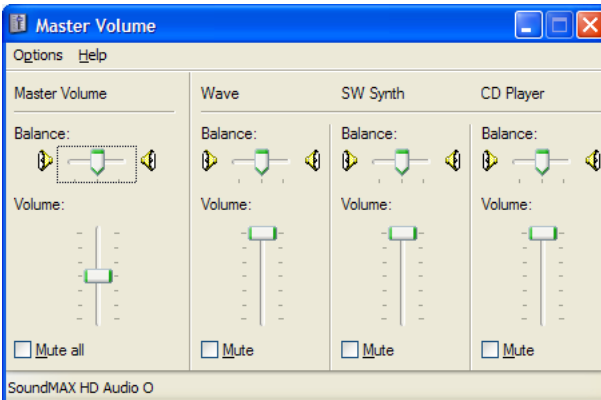 Master Volume
Options Help
Master Volume Wave SW Synth CD Player
Balance: Balance: Balance: Balance:
Volume: Volume: Volume: Volume:
Mute all Mute Mute Mute
SoundMAX HD Audio O